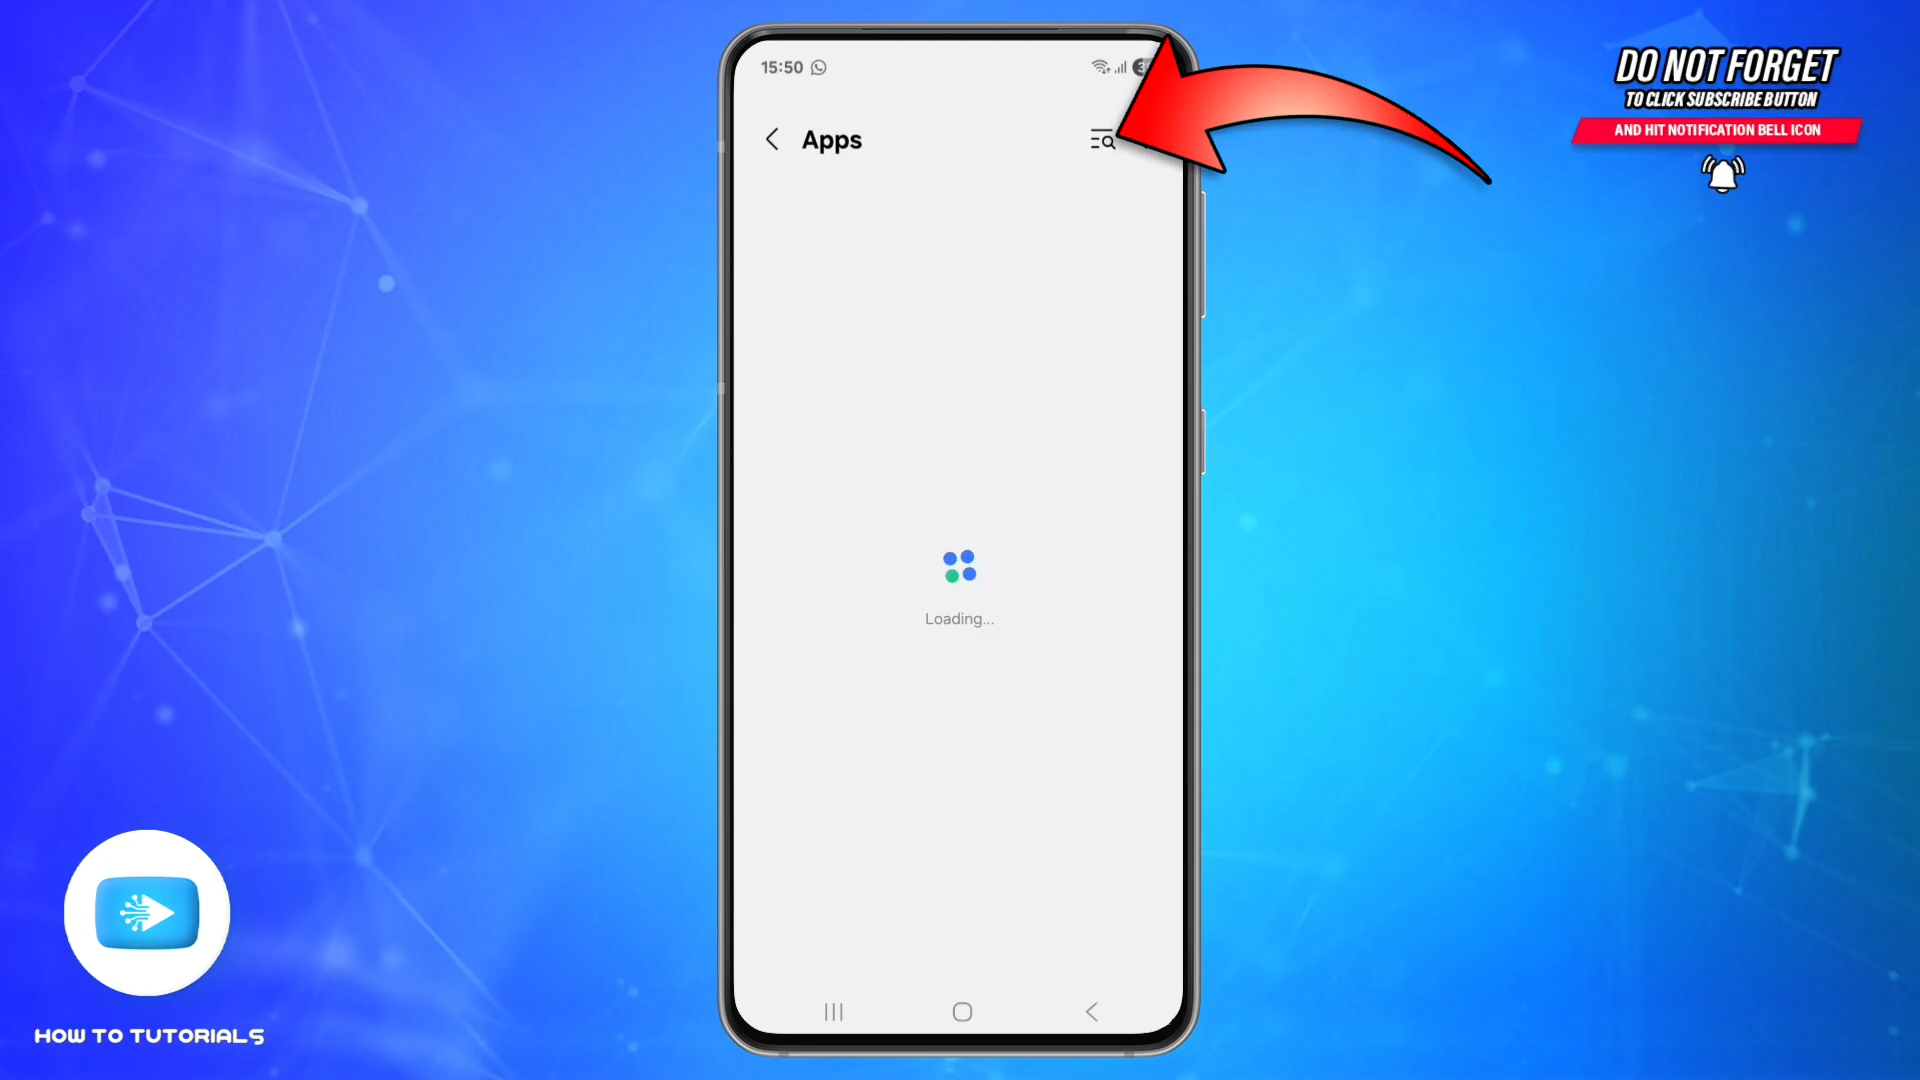 15:50
Apps
Loading...
DO NOT FORGET
TO CLICK SUBSCRIBE BUTTON
AND HIT NOTIFICATION BELL ICON
HOW TO TUTORIALS